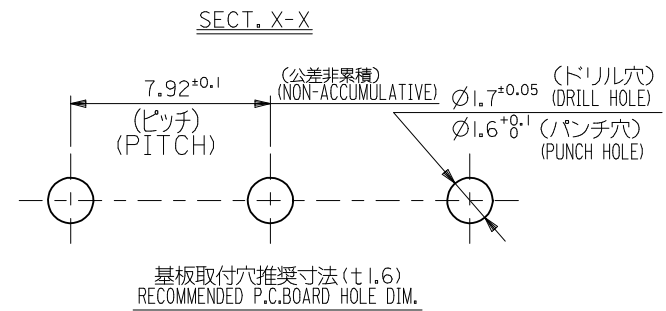 SECT. X-X
7.92±0.1
(ピッチ)
(PITCH)
(公差非累積)
(NON-ACCUMULATIVE)
∅1.7±0.05 (ドリル穴)
(DRILL HOLE)
∅1.6+0.1 0 (パンチ穴)
(PUNCH HOLE)
基板取付穴推奨寸法(t1.6)
RECOMMENDED P.C.BOARD HOLE DIM.